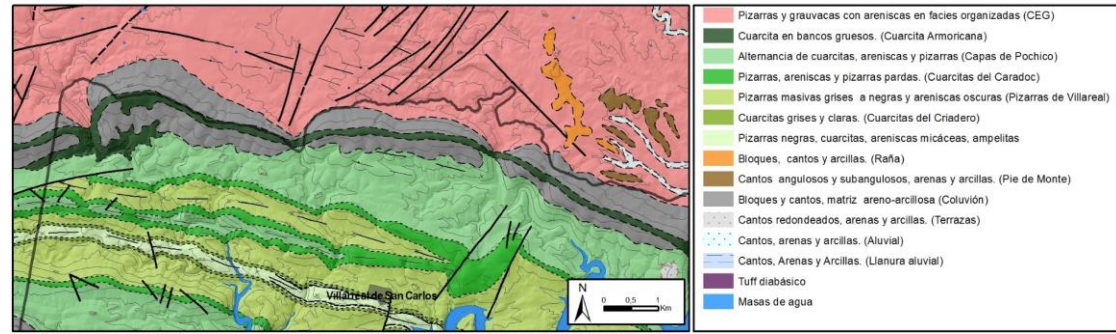 Villarreal de San Carlos
N
0 0,5 1
Km
Pizarras y grauvacas con areniscas en facies organizadas (CEG)
Cuarcita en bancos gruesos. (Cuarcita Armoricana)
Alternancia de cuarcitas, areniscas y pizarras (Capas de Pochico)
Pizarras, areniscas y pizarras pardas. (Cuarcitas del Caradoc)
Pizarras masivas grises a negras y areniscas oscuras (Pizarras de Villareal)
Cuarcitas grises y claras. (Cuarcitas del Criadero)
Pizarras negras, cuarcitas, areniscas micáceas, ampelitas
Bloques, cantos y arcillas. (Raña)
Cantos angulosos y subangulosos, arenas y arcillas. (Pie de Monte)
Bloques y cantos, matriz areno-arcillosa (Coluvión)
Cantos redondeados, arenas y arcillas. (Terrazas)
Cantos, arenas y arcillas. (Aluvial)
Cantos, Arenas y Arcillas. (Llanura aluvial)
Tuff diabásico
Masas de agua